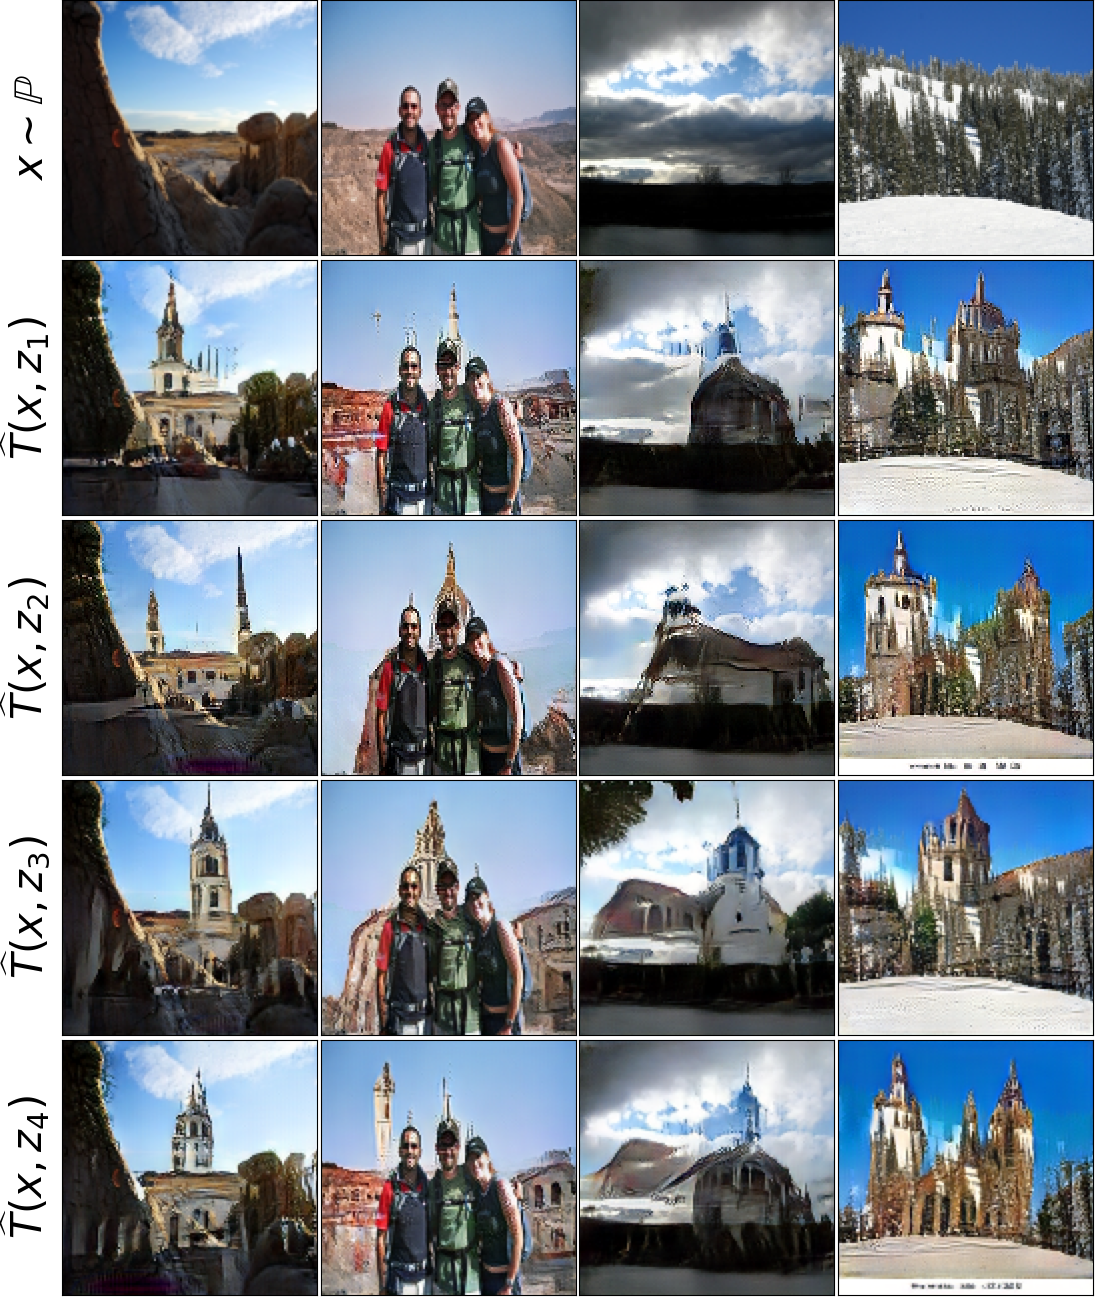 x ~ ℙ
T̂(x, z₁)
T̂(x, z₂)
T̂(x, z₃)
T̂(x, z₄)